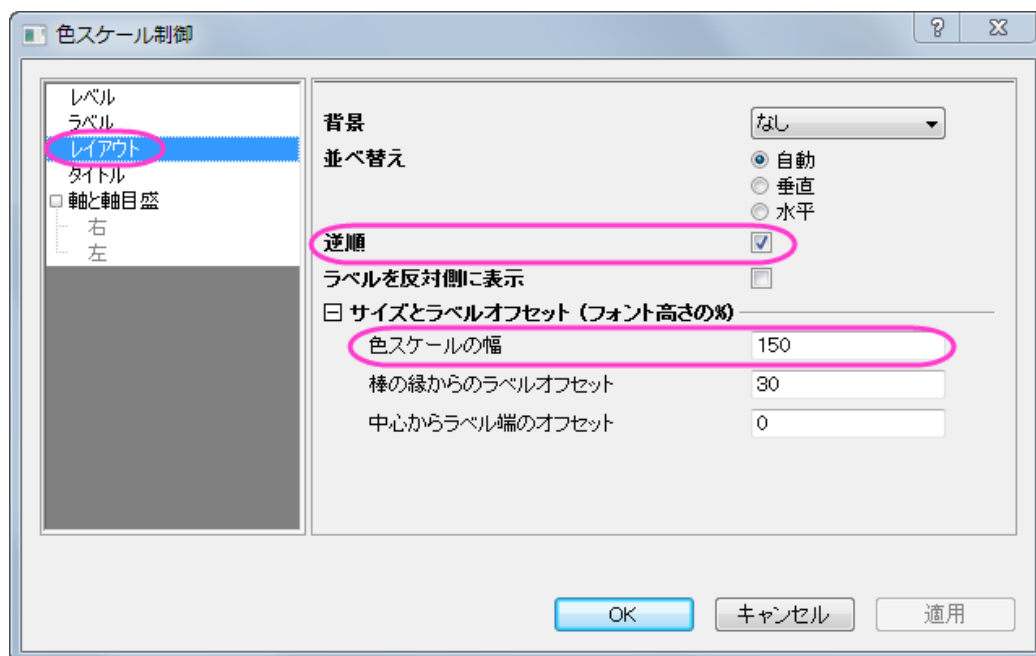 色スケール制御
レベル
ラベル
レイアウト
タイトル
軸と軸目盛
右
左
背景
なし
並べ替え
自動
垂直
水平
逆順
ラベルを反対側に表示
サイズとラベルオフセット (フォント高さの%)
色スケールの幅
150
棒の縁からのラベルオフセット
30
中心からラベル端のオフセット
0
OK
キャンセル
適用